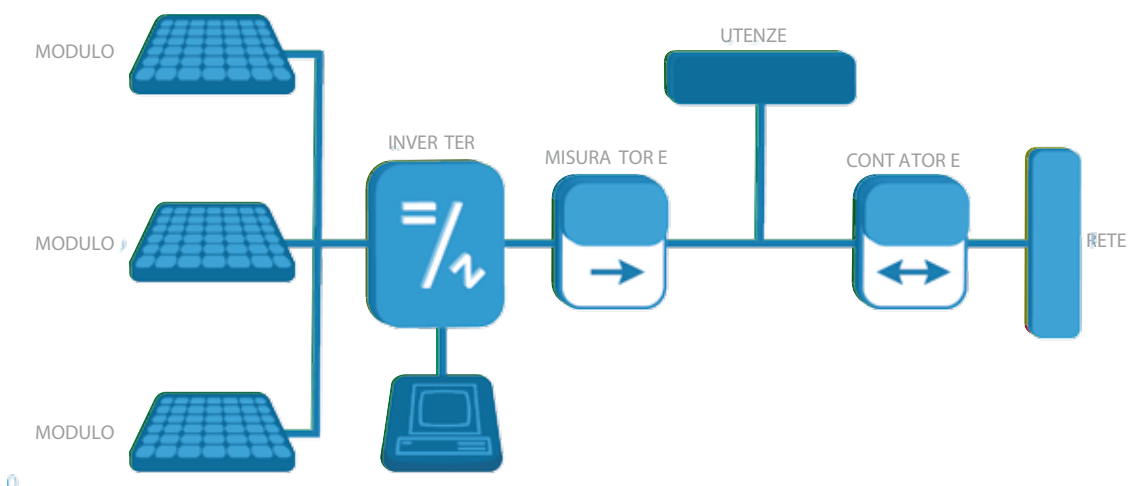 MODULO
UTENZE
INVER TER
MISURA TOR E
CONT ATOR E
MODULO
RETE
MODULO